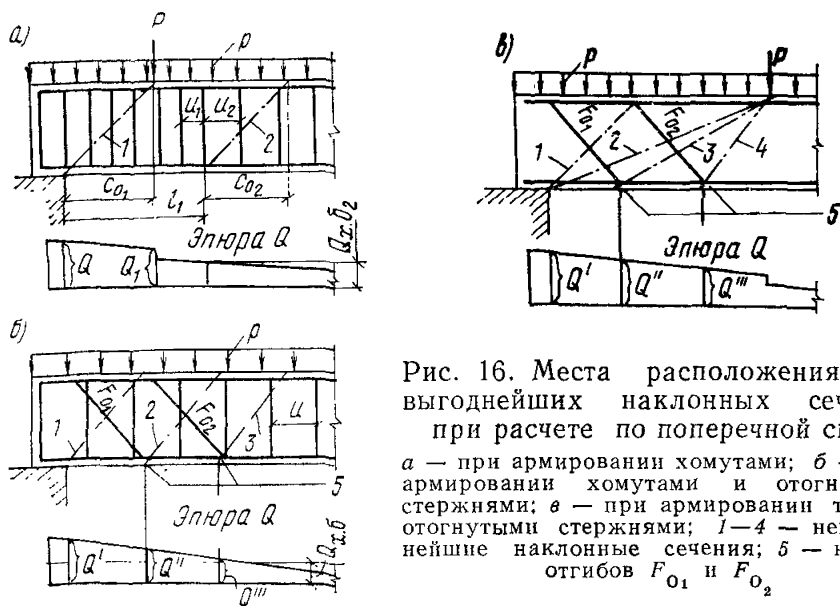 а)
P
p
u₁ u₂
1
2
C₀₁
C₀₂
l₁
Эпюра Q
Q
Q₁
Qх.б₂
б)
p
F₀₁
F₀₂
1
2
3
u
5
Эпюра Q
Q'
Q''
Q'''
Qх.б
в)
p
P
F₀₁
F₀₂
1
2
3
4
5
Эпюра Q
Q'
Q''
Q'''
Рис. 16. Места расположения
выгоднейших наклонных сеч
при расчете по поперечной с
а — при армировании хомутами; б
армировании хомутами и отогн
стержнями; в — при армировании т
отогнутыми стержнями; 1—4 — не
нейшие наклонные сечения; 5 — н
отгибов F₀₁ и F₀₂